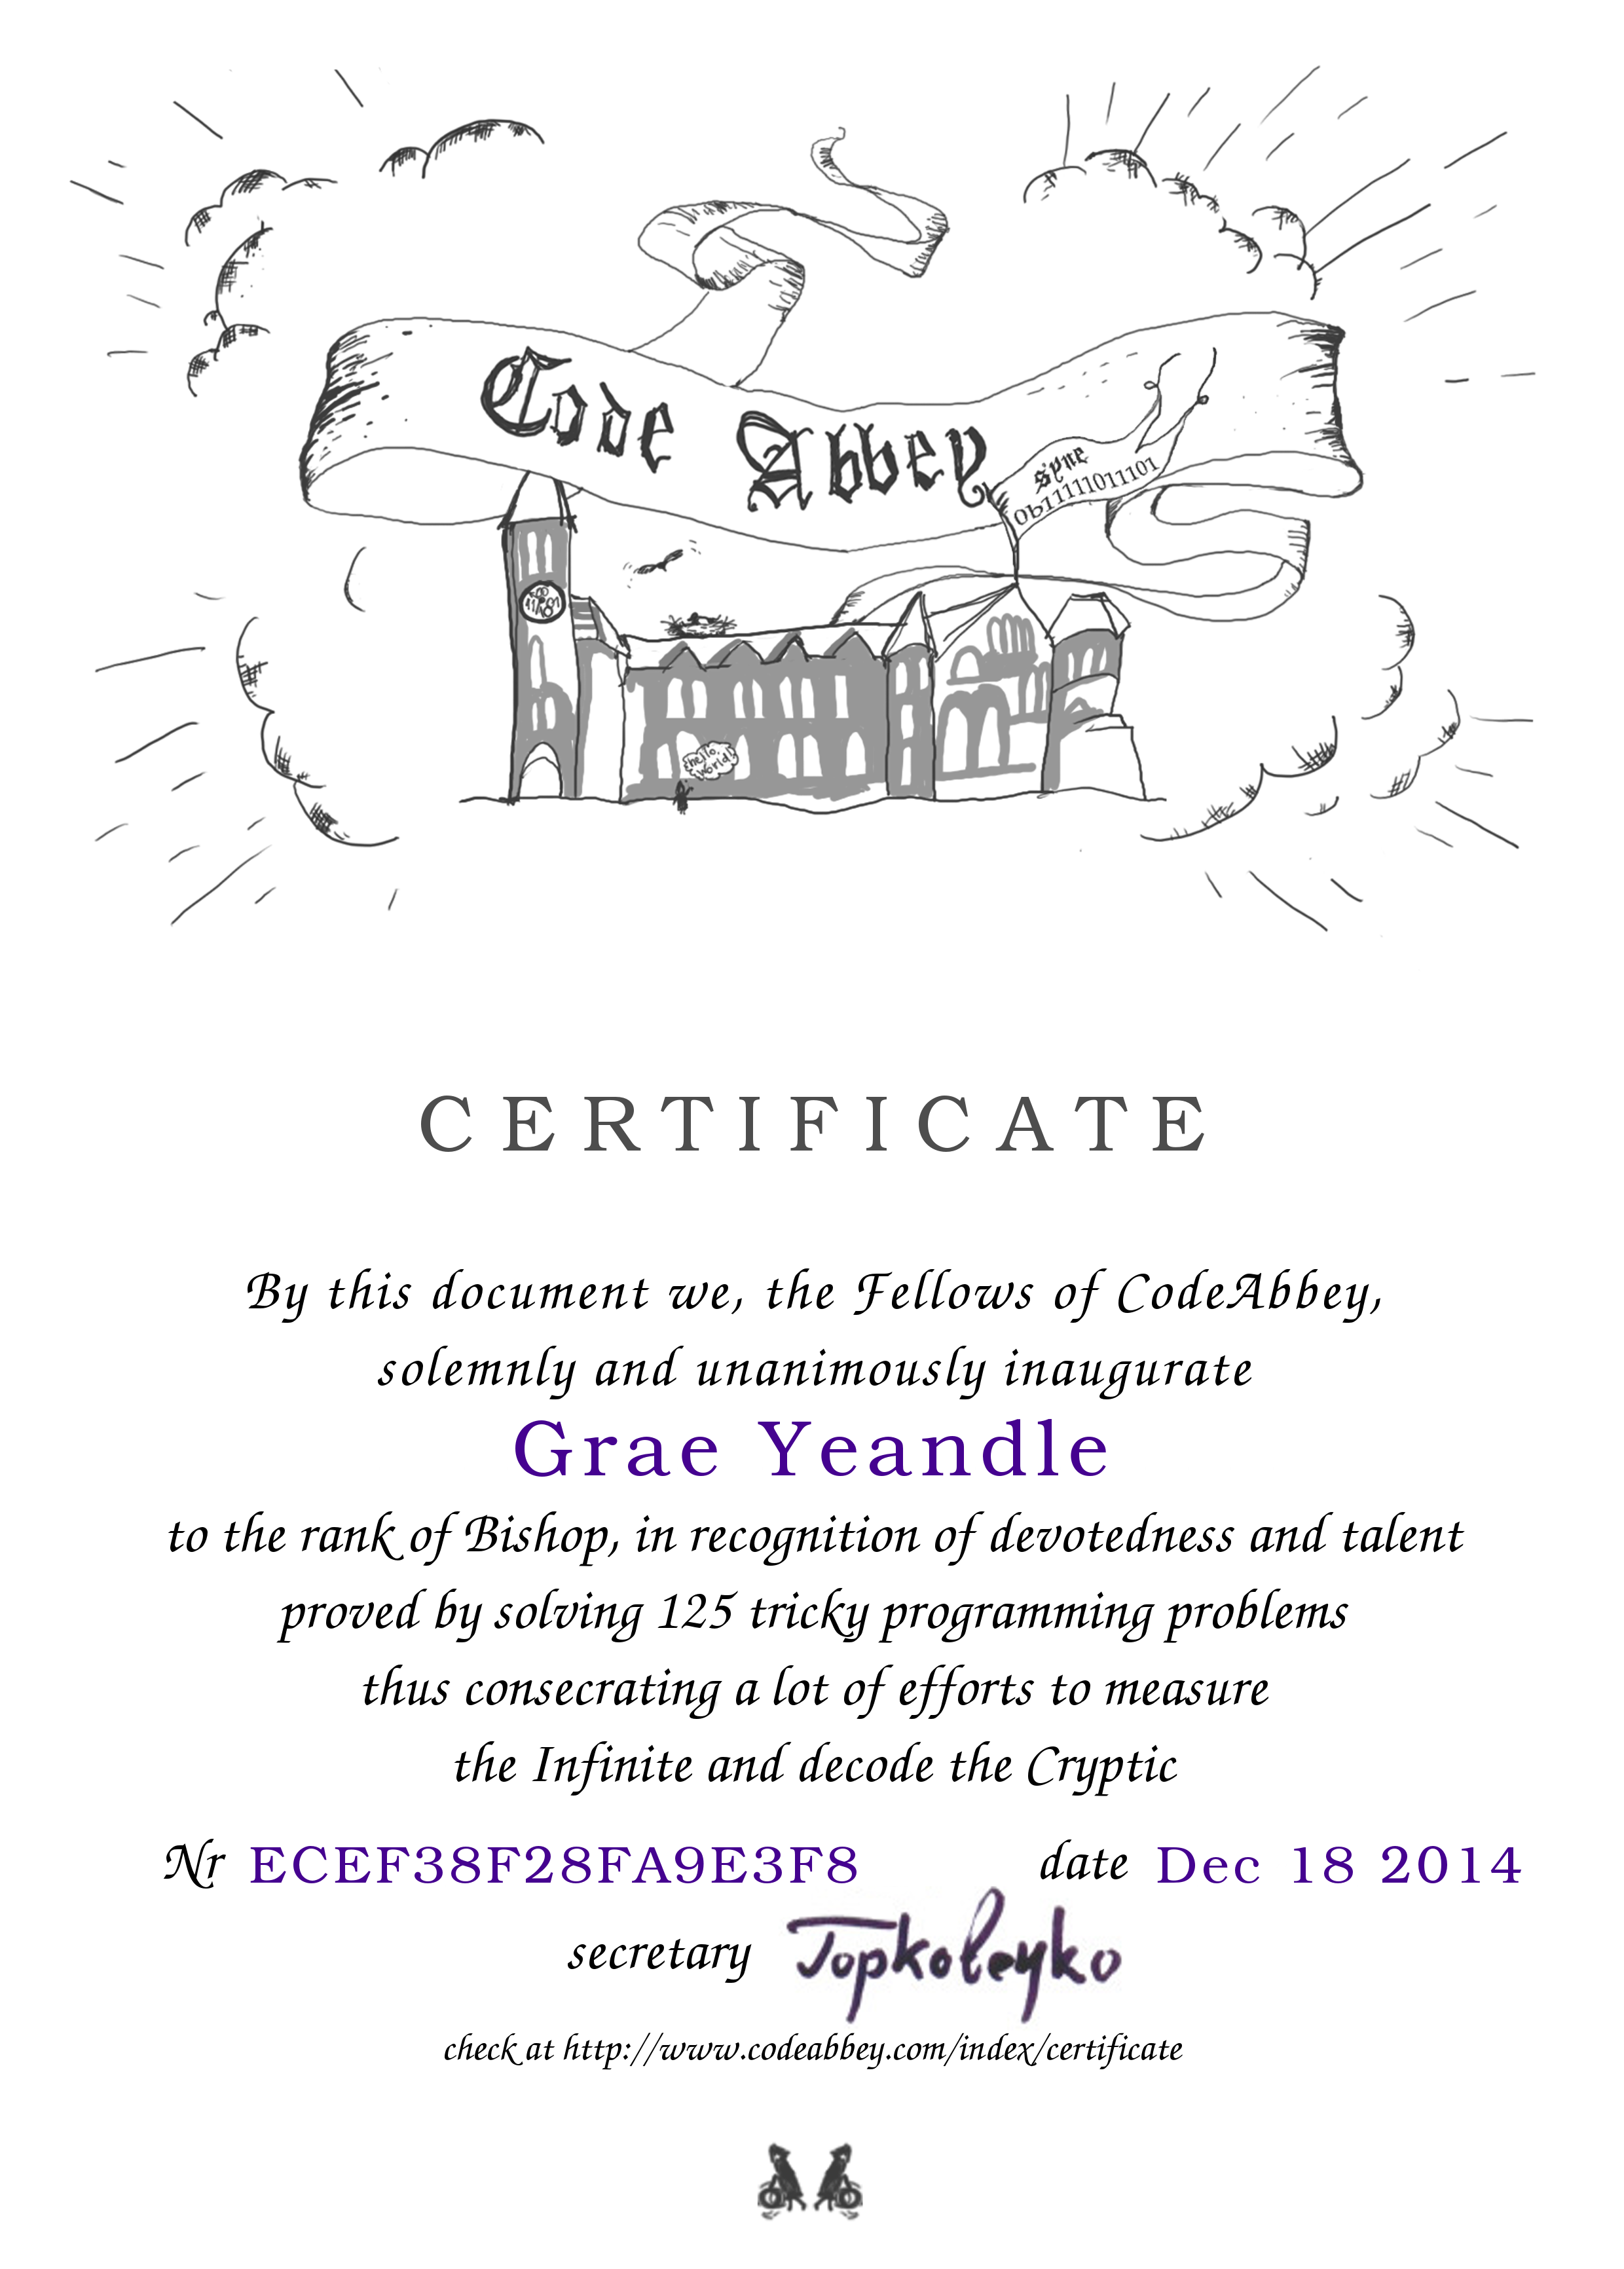 Code Abbey
syne
0b11111011101
hello,
world!
CERTIFICATE
By this document we, the Fellows of CodeAbbey,
solemnly and unanimously inaugurate
Grae Yeandle
to the rank of Bishop, in recognition of devotedness and talent
proved by solving 125 tricky programming problems
thus consecrating a lot of efforts to measure
the Infinite and decode the Cryptic
Nr ECEF38F28FA9E3F8 date Dec 18 2014
secretary Topkoleyko
check at http://www.codeabbey.com/index/certificate